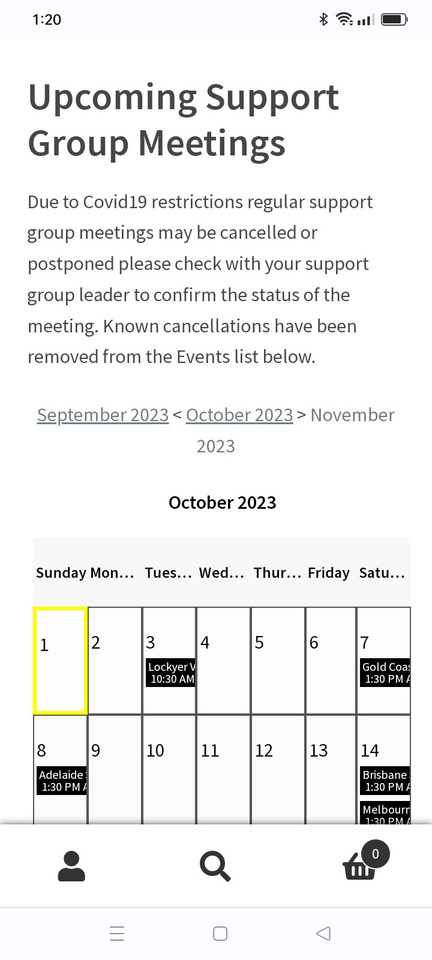 1:20
Upcoming Support
Group Meetings
Due to Covid19 restrictions regular support
group meetings may be cancelled or
postponed please check with your support
group leader to confirm the status of the
meeting. Known cancellations have been
removed from the Events list below.
September 2023 < October 2023 > November
2023
October 2023
Sunday Mon... Tues... Wed... Thur... Friday Satu...
1 2 3 4 5 6 7
Lockyer V Gold Coas
10:30 AM 1:30 PM A
8 9 10 11 12 13 14
Adelaide Brisbane
1:30 PM A 1:30 PM A
Melbourn
1:30 PM A
0